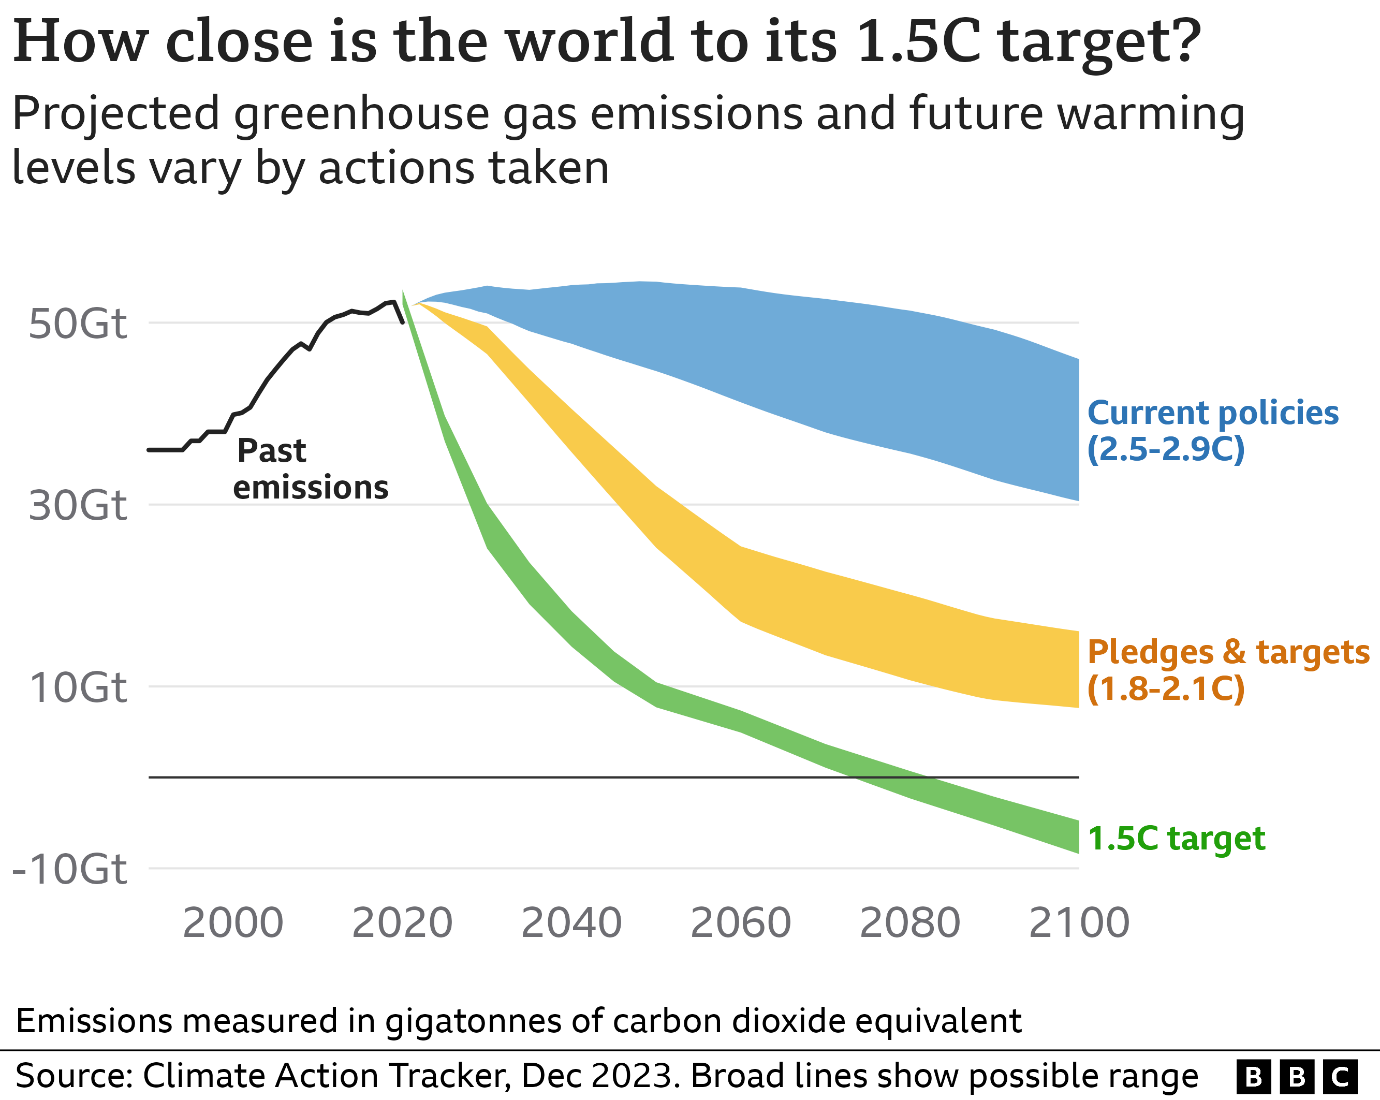 How close is the world to its 1.5C target?
Projected greenhouse gas emissions and future warming
levels vary by actions taken
50Gt
30Gt
10Gt
-10Gt
Past
emissions
Current policies
(2.5-2.9C)
Pledges & targets
(1.8-2.1C)
1.5C target
2000 2020 2040 2060 2080 2100
Emissions measured in gigatonnes of carbon dioxide equivalent
Source: Climate Action Tracker, Dec 2023. Broad lines show possible range BBC